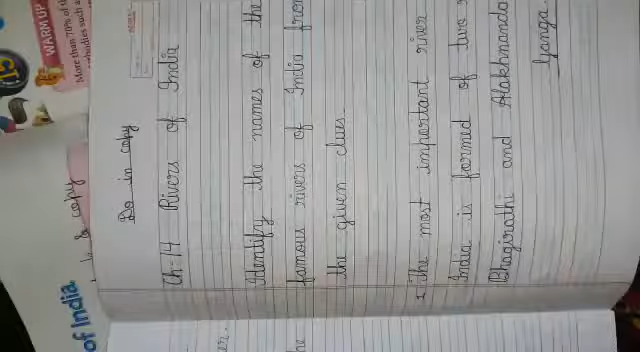 Do in copy
Ch-14 Rivers of India
Identify the names of the
famous rivers of India from
the given clues.
1 The most important river
India is formed of two
Bhagirathi and Alakhnanda
Ganga
WARM UP
More than 70% of th
such a
& copy
of India